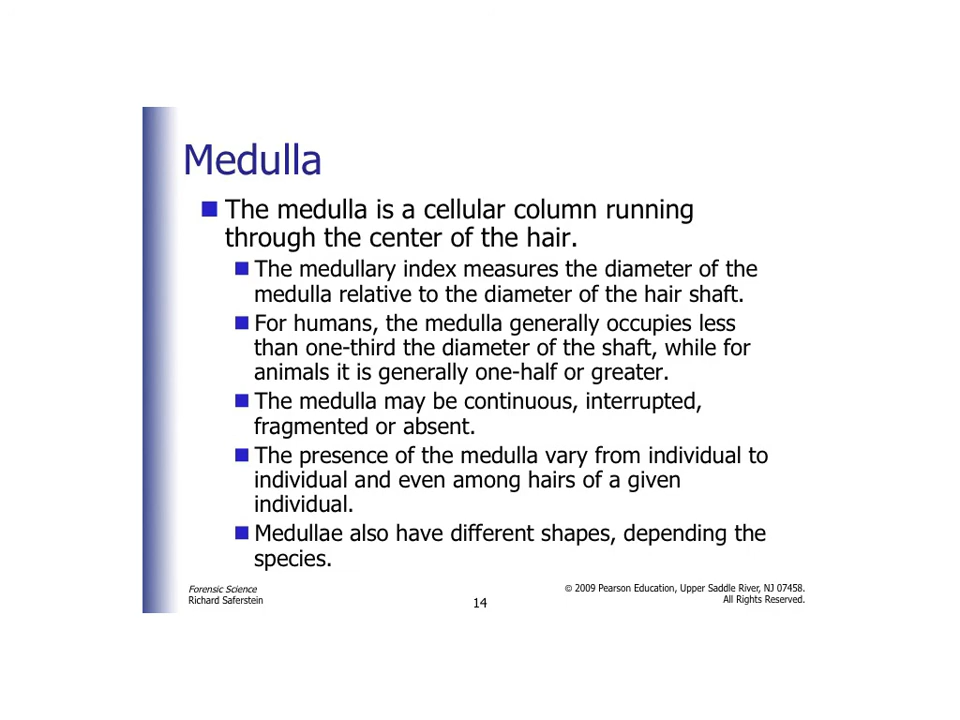 Medulla
The medulla is a cellular column running
through the center of the hair.
The medullary index measures the diameter of the
medulla relative to the diameter of the hair shaft.
For humans, the medulla generally occupies less
than one-third the diameter of the shaft, while for
animals it is generally one-half or greater.
The medulla may be continuous, interrupted,
fragmented or absent.
The presence of the medulla vary from individual to
individual and even among hairs of a given
individual.
Medullae also have different shapes, depending the
species.
Forensic Science
Richard Saferstein
14
© 2009 Pearson Education, Upper Saddle River, NJ 07458.
All Rights Reserved.